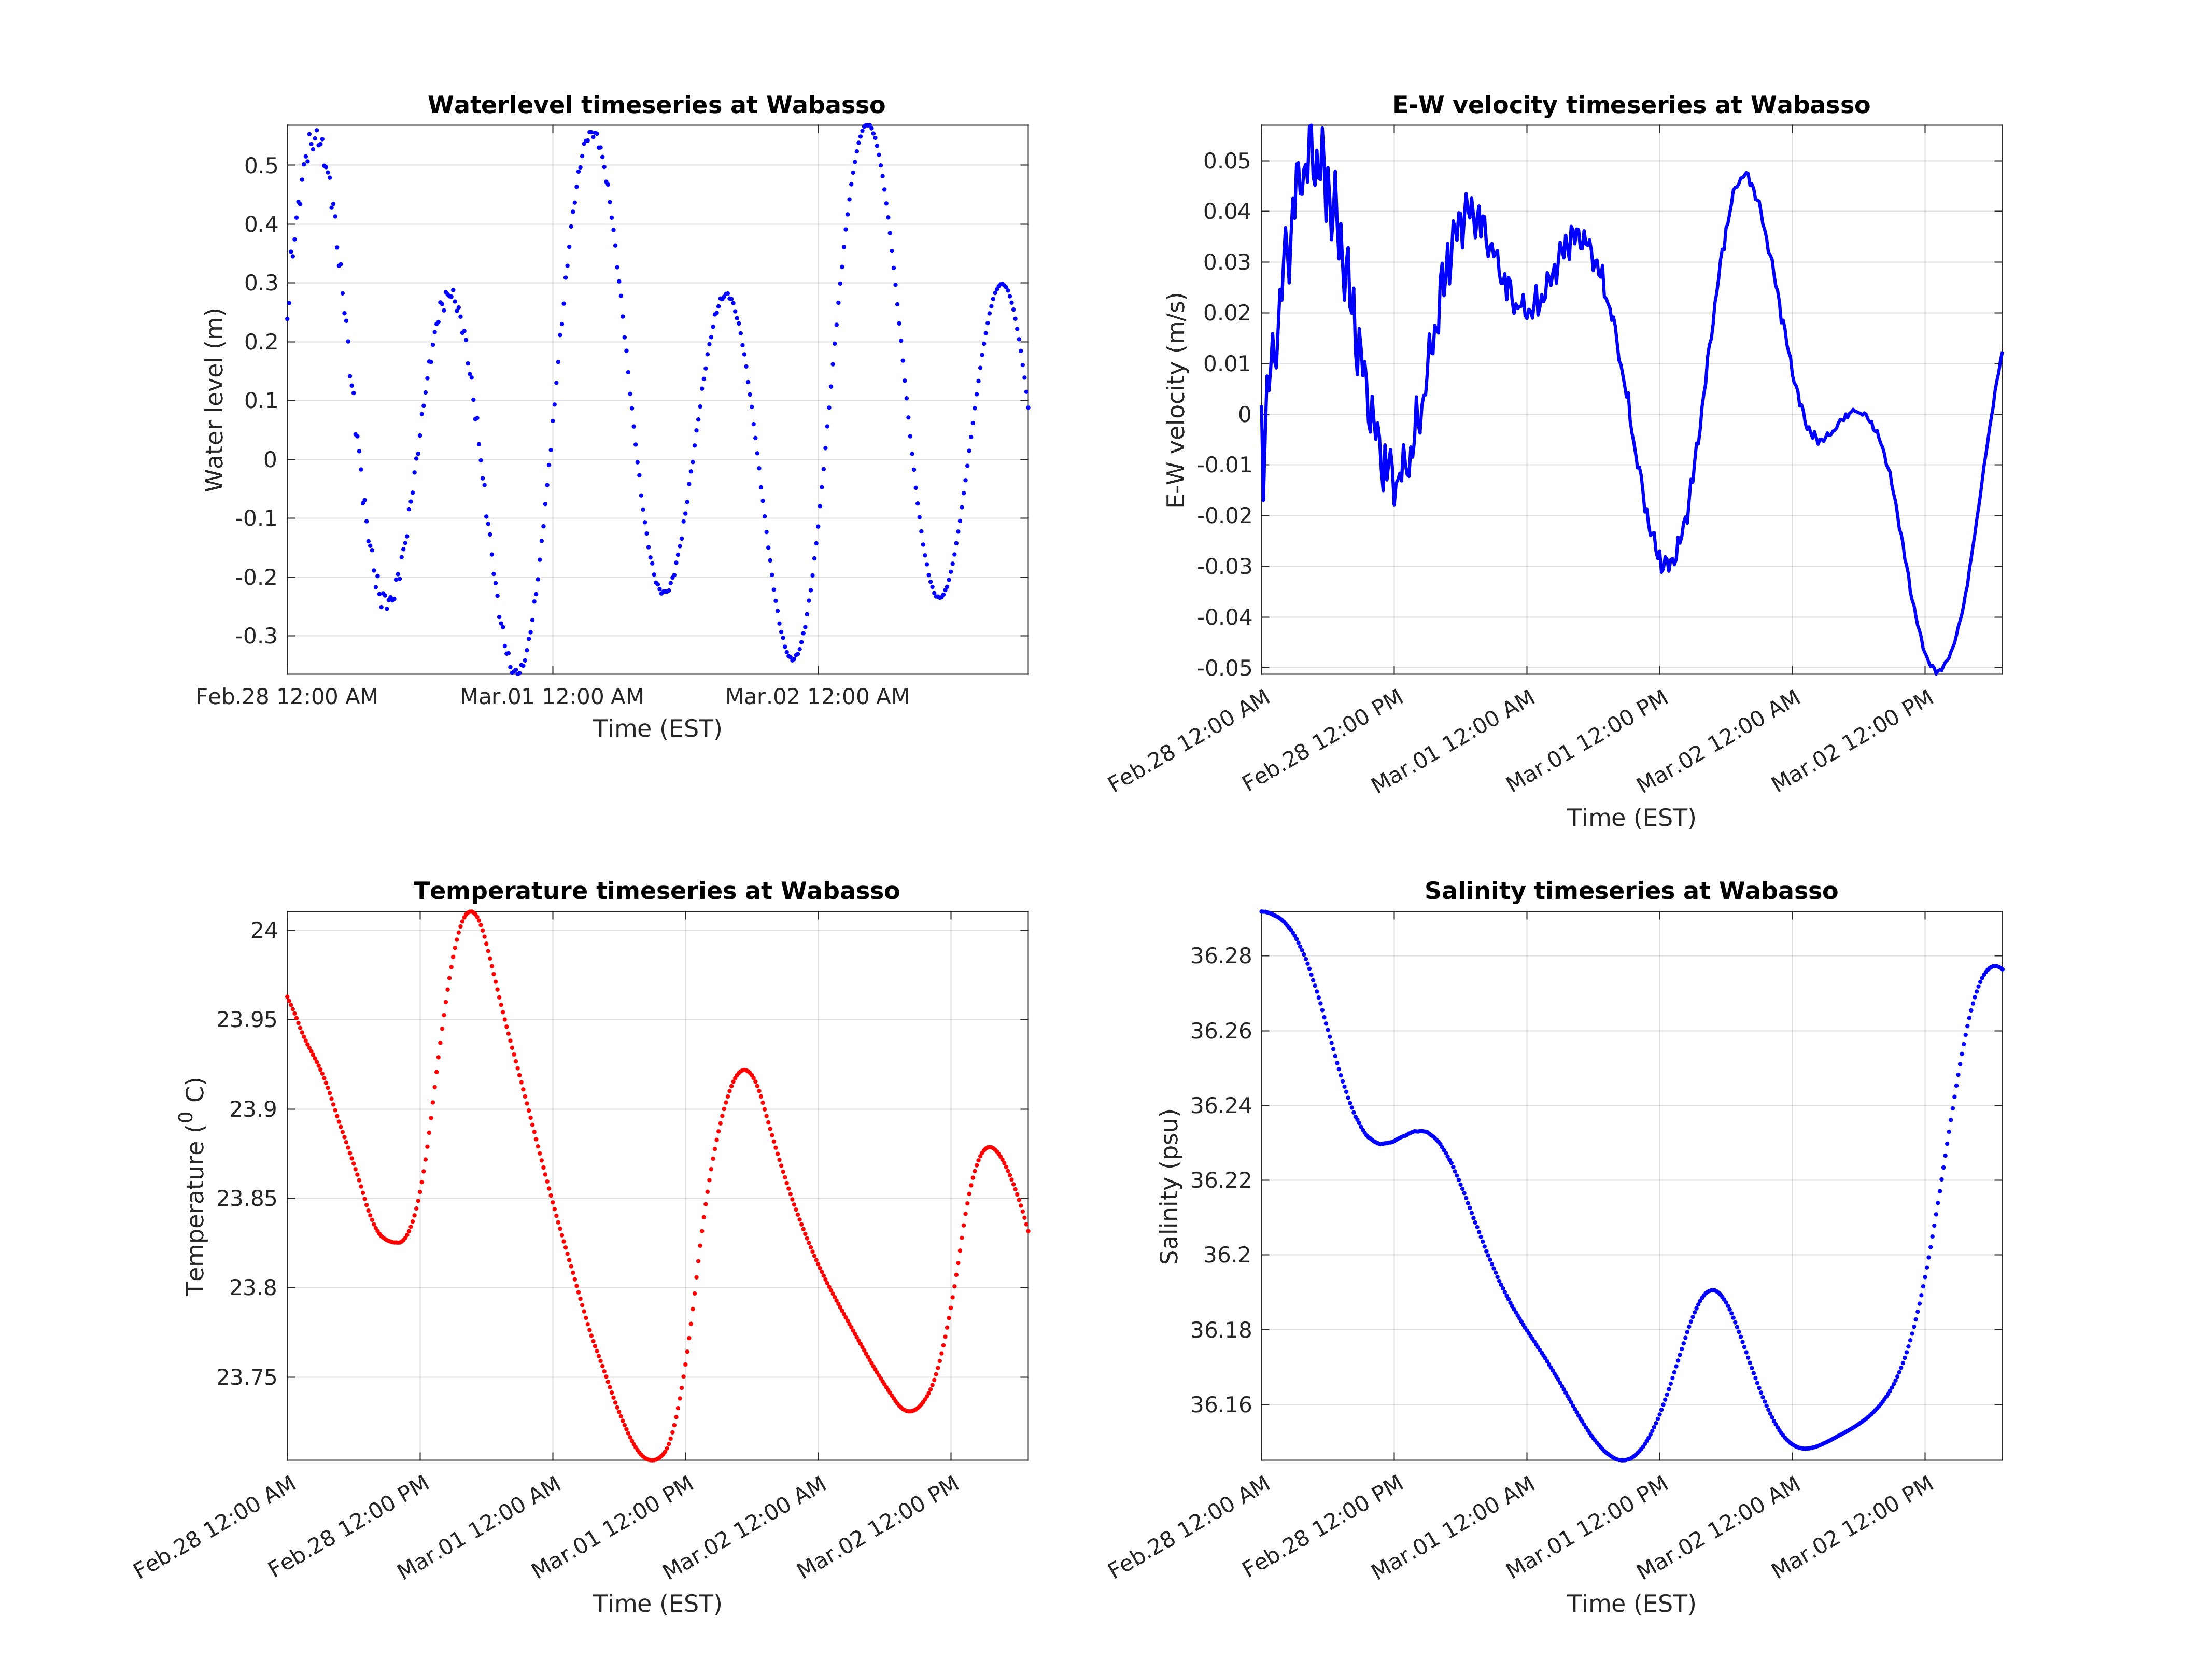 Waterlevel timeseries at Wabasso
0.5
0.4
0.3
0.2
0.1
0
-0.1
-0.2
-0.3
Water level (m)
Feb.28 12:00 AM
Mar.01 12:00 AM
Mar.02 12:00 AM
Time (EST)
E-W velocity timeseries at Wabasso
0.05
0.04
0.03
0.02
0.01
0
-0.01
-0.02
-0.03
-0.04
-0.05
E-W velocity (m/s)
Feb.28 12:00 AM
Feb.28 12:00 PM
Mar.01 12:00 AM
Mar.01 12:00 PM
Mar.02 12:00 AM
Mar.02 12:00 PM
Time (EST)
Temperature timeseries at Wabasso
24
23.95
23.9
23.85
23.8
23.75
Temperature (⁰ C)
Feb.28 12:00 AM
Feb.28 12:00 PM
Mar.01 12:00 AM
Mar.01 12:00 PM
Mar.02 12:00 AM
Mar.02 12:00 PM
Time (EST)
Salinity timeseries at Wabasso
36.28
36.26
36.24
36.22
36.2
36.18
36.16
Salinity (psu)
Feb.28 12:00 AM
Feb.28 12:00 PM
Mar.01 12:00 AM
Mar.01 12:00 PM
Mar.02 12:00 AM
Mar.02 12:00 PM
Time (EST)